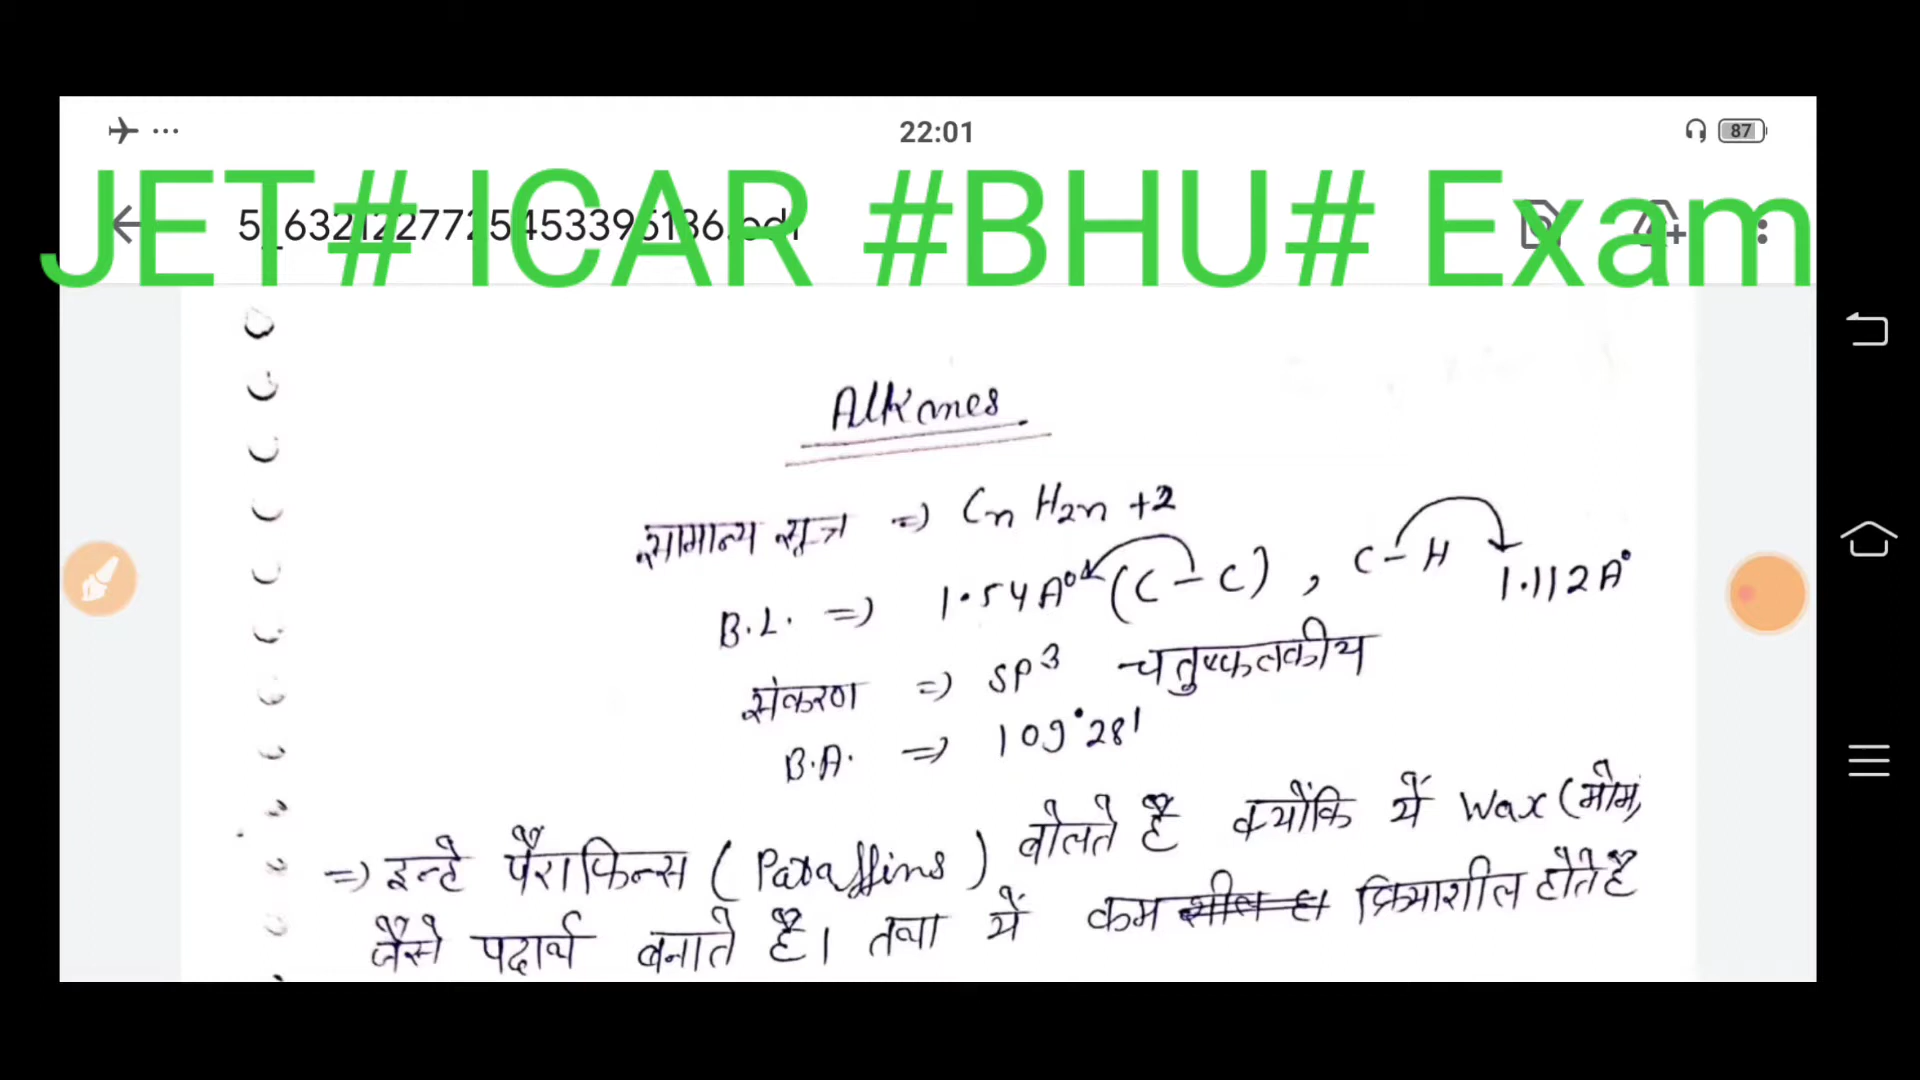 22:01
87
JET# ICAR #BHU# Exam
Alkanes
सामान्य सूत्र => CnH2n+2
B.L. => 1.54A° (C-C), C-H 1.112A°
संकरण => SP3 चतुष्फलकीय
B.A. => 109°28'
=> इन्हे पैराफिन्स (Paraffins) बोलते हैं क्योंकि यें Wax (मोम)
जैसे पदार्थ बनाते है। तथा यें कम क्रियाशील होते है